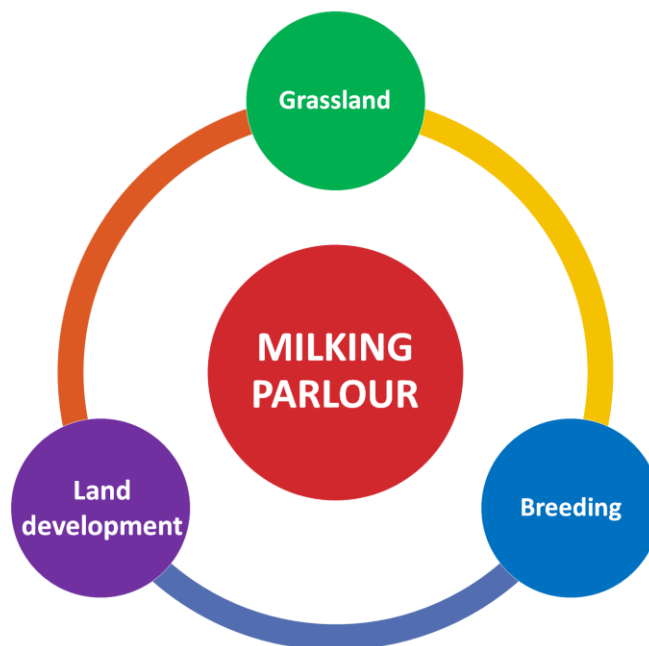 Grassland
MILKING
PARLOUR
Land
development
Breeding